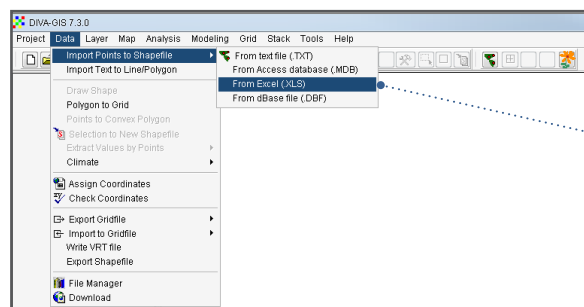 DIVA-GIS 7.3.0
Project Data Layer Map Analysis Modeling Grid Stack Tools Help
Import Points to Shapefile
From text file (.TXT)
Import Text to Line/Polygon
From Access database (.MDB)
From Excel (.XLS)
Draw Shape
From dBase file (.DBF)
Polygon to Grid
Points to Convex Polygon
Selection to New Shapefile
Extract Values by Points
Climate
Assign Coordinates
Check Coordinates
Export Gridfile
Import to Gridfile
Write VRT file
Export Shapefile
File Manager
Download